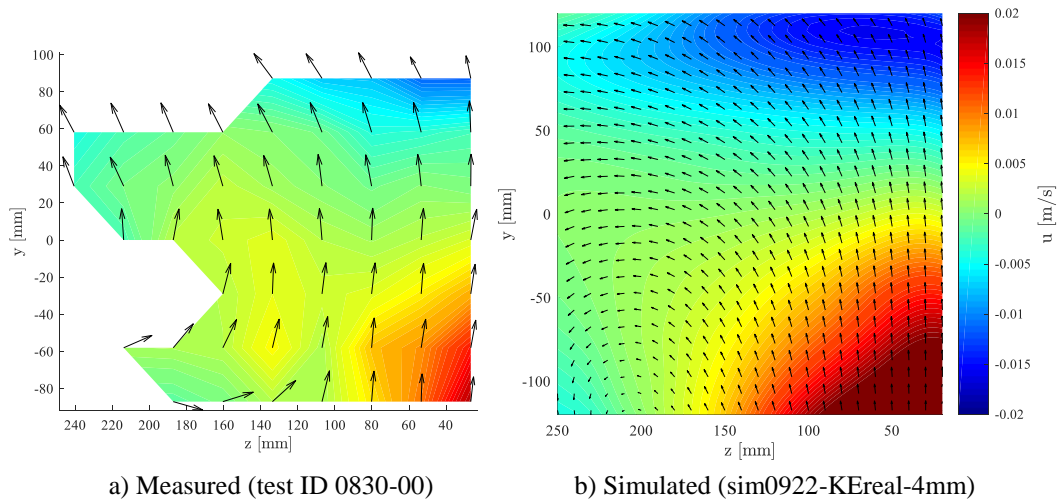 100
80
60
40
20
0
-20
-40
-60
-80
y [mm]
240 220 200 180 160 140 120 100 80 60 40
z [mm]
100
50
0
-50
-100
y [mm]
250 200 150 100 50
z [mm]
0.02
0.015
0.01
0.005
0
-0.005
-0.01
-0.015
-0.02
u [m/s]
a) Measured (test ID 0830-00)
b) Simulated (sim0922-KEreal-4mm)